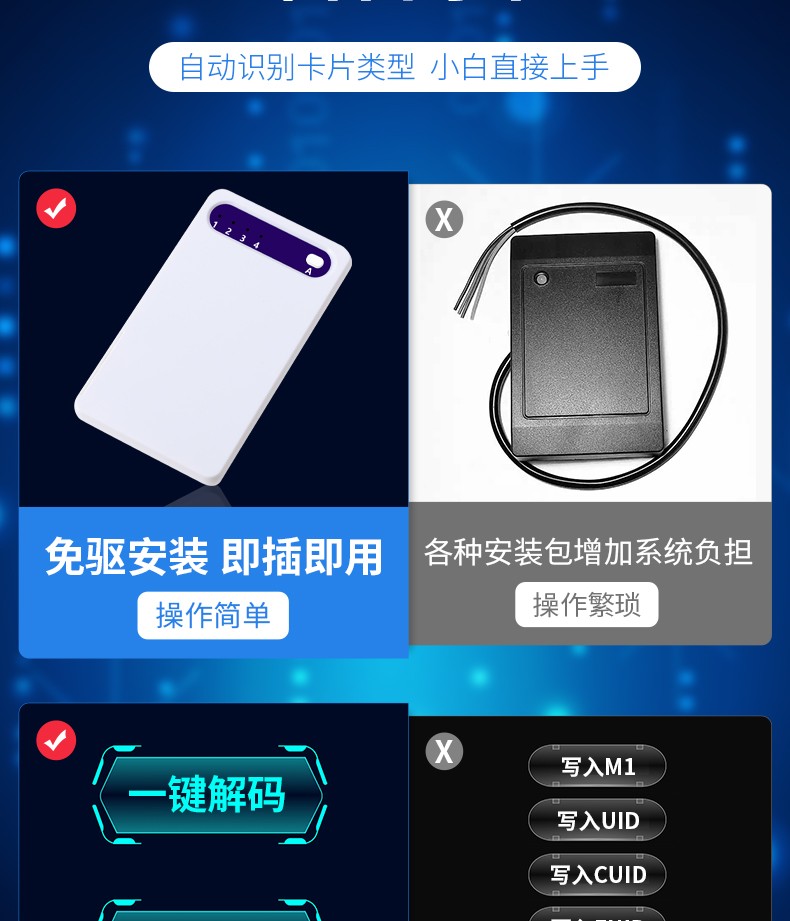 自动识别卡片类型 小白直接上手
1 2 3 4
A
X
免驱安装 即插即用
操作简单
各种安装包增加系统负担
操作繁琐
一键解码
X
写入M1
写入UID
写入CUID